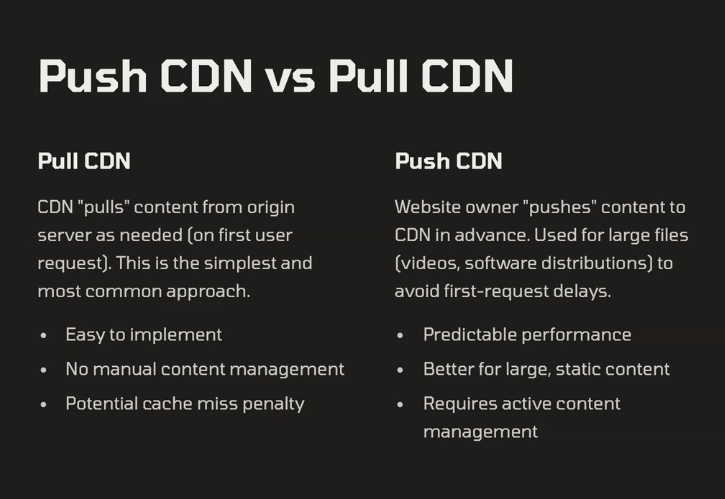 Push CDN vs Pull CDN
Pull CDN
CDN "pulls" content from origin
server as needed (on first user
request). This is the simplest and
most common approach.
• Easy to implement
• No manual content management
• Potential cache miss penalty
Push CDN
Website owner "pushes" content to
CDN in advance. Used for large files
(videos, software distributions) to
avoid first-request delays.
• Predictable performance
• Better for large, static content
• Requires active content
management